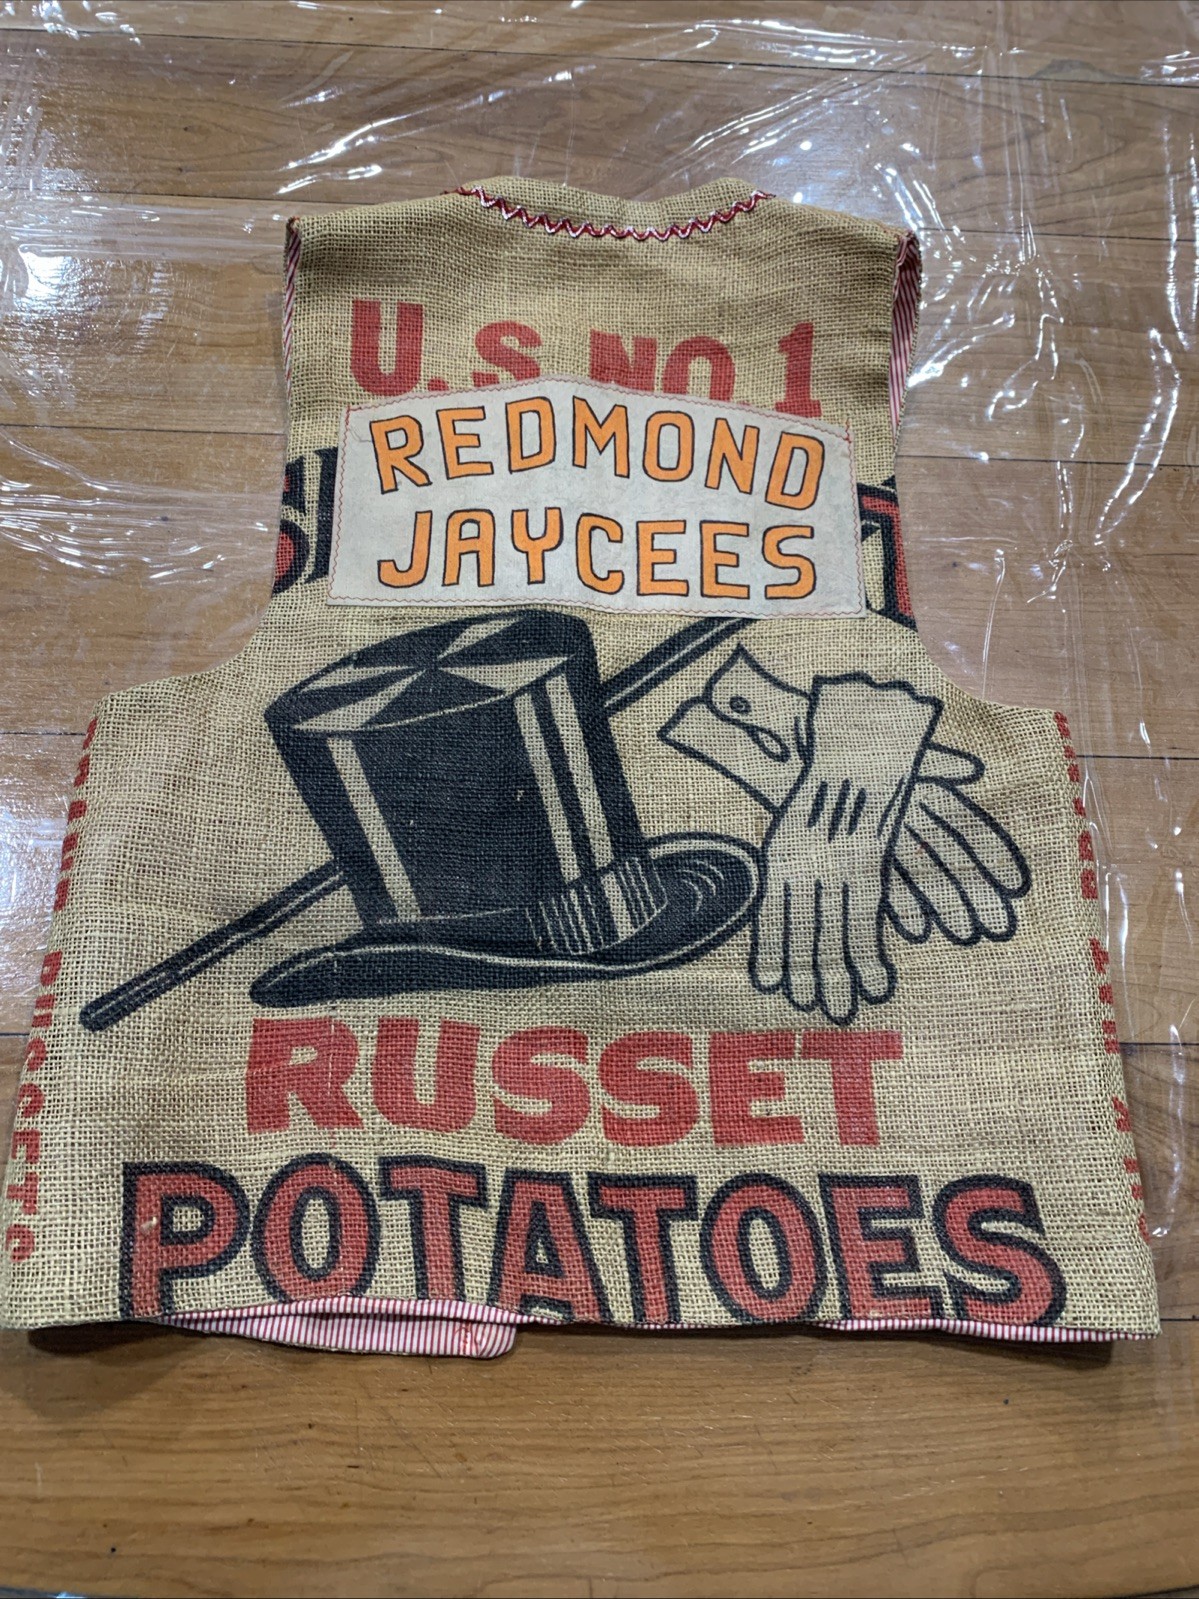 U.S. NO. 1
REDMOND
JAYCEES
RUSSET
POTATOES